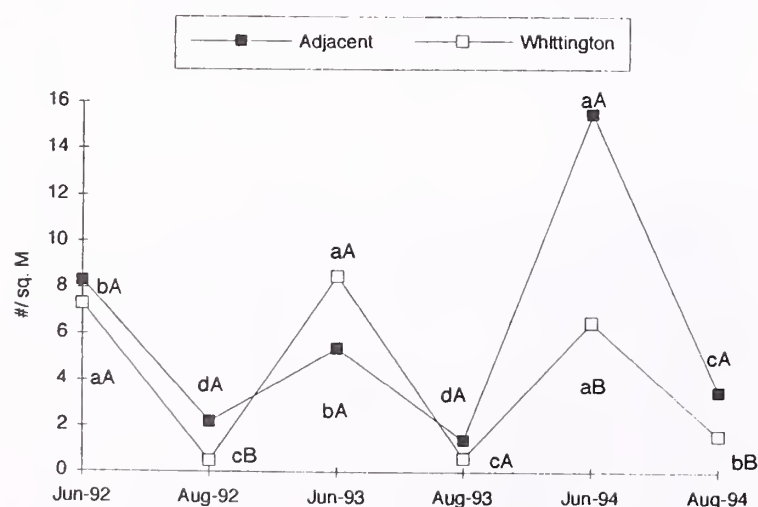 Adjacent Whittington
16
14
12
10
8
6
4
2
0
#/ sq. M
aA
aA
bA
aA
dA
cB
bA
dA
cA
aB
cA
bB
Jun-92 Aug-92 Jun-93 Aug-93 Jun-94 Aug-94